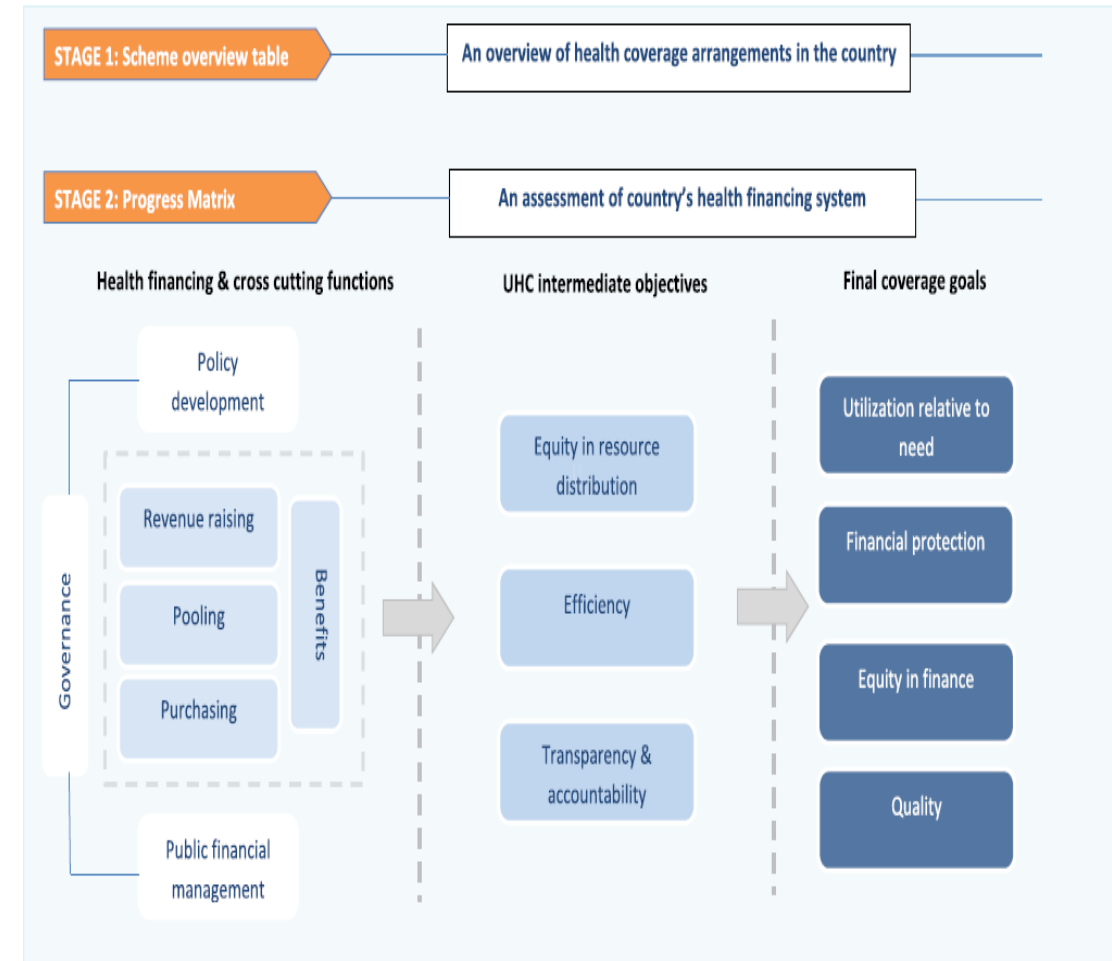 STAGE 1: Scheme overview table
An overview of health coverage arrangements in the country
STAGE 2: Progress Matrix
An assessment of country's health financing system
Health financing & cross cutting functions
UHC intermediate objectives
Final coverage goals
Governance
Policy
development
Revenue raising
Pooling
Purchasing
Benefits
Public financial
management
Equity in resource
distribution
Efficiency
Transparency &
accountability
Utilization relative to
need
Financial protection
Equity in finance
Quality